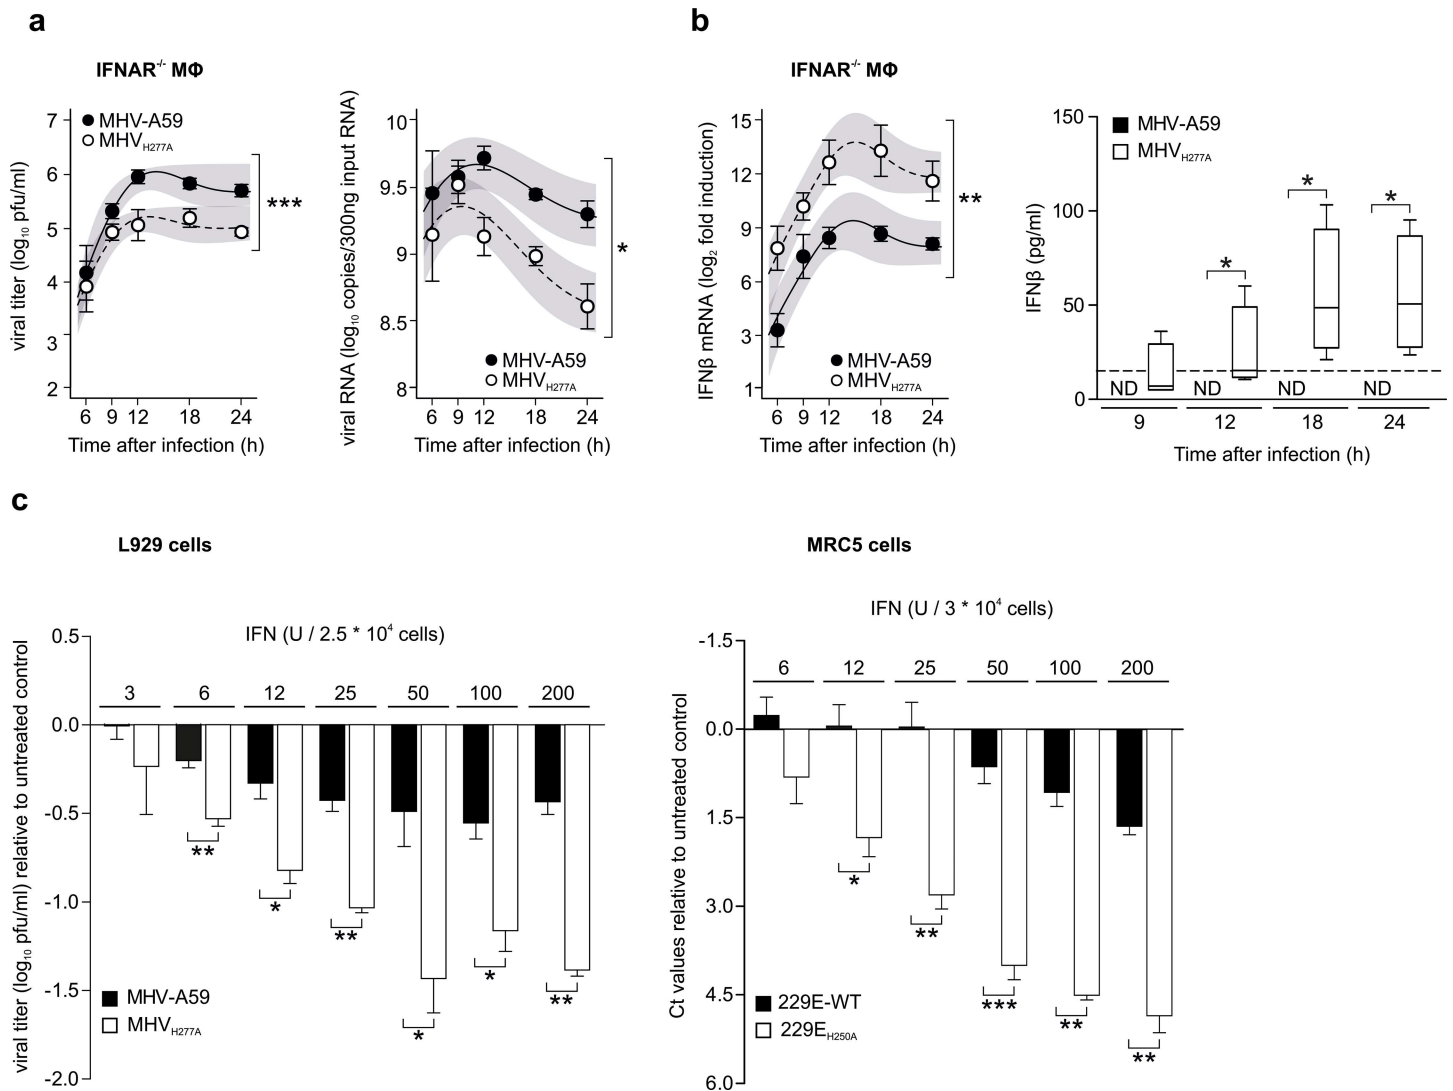 a
IFNAR-/- MΦ
viral titer (log10 pfu/ml)
7
6
5
4
3
2
MHV-A59
MHVH277A
***
6 9 12 18 24
Time after infection (h)
viral RNA (log10 copies/300ng input RNA)
10
9.5
9
8.5
8
*
MHV-A59
MHVH277A
6 9 12 18 24
Time after infection (h)
b
IFNAR-/- MΦ
IFNβ mRNA (log2 fold induction)
15
12
9
6
3
1
**
MHV-A59
MHVH277A
6 9 12 18 24
Time after infection (h)
IFNβ (pg/ml)
150
100
50
0
MHV-A59
MHVH277A
* * *
ND ND ND ND
9 12 18 24
Time after infection (h)
c
L929 cells
IFN (U / 2.5 * 104 cells)
viral titer (log10 pfu/ml) relative to untreated control
0.5
0.0
-0.5
-1.0
-1.5
-2.0
3 6 12 25 50 100 200
** * ** * * **
MHV-A59
MHVH277A
MRC5 cells
IFN (U / 3 * 104 cells)
Ct values relative to untreated control
-1.5
0.0
1.5
3.0
4.5
6.0
6 12 25 50 100 200
* ** *** ** **
229E-WT
229EH250A